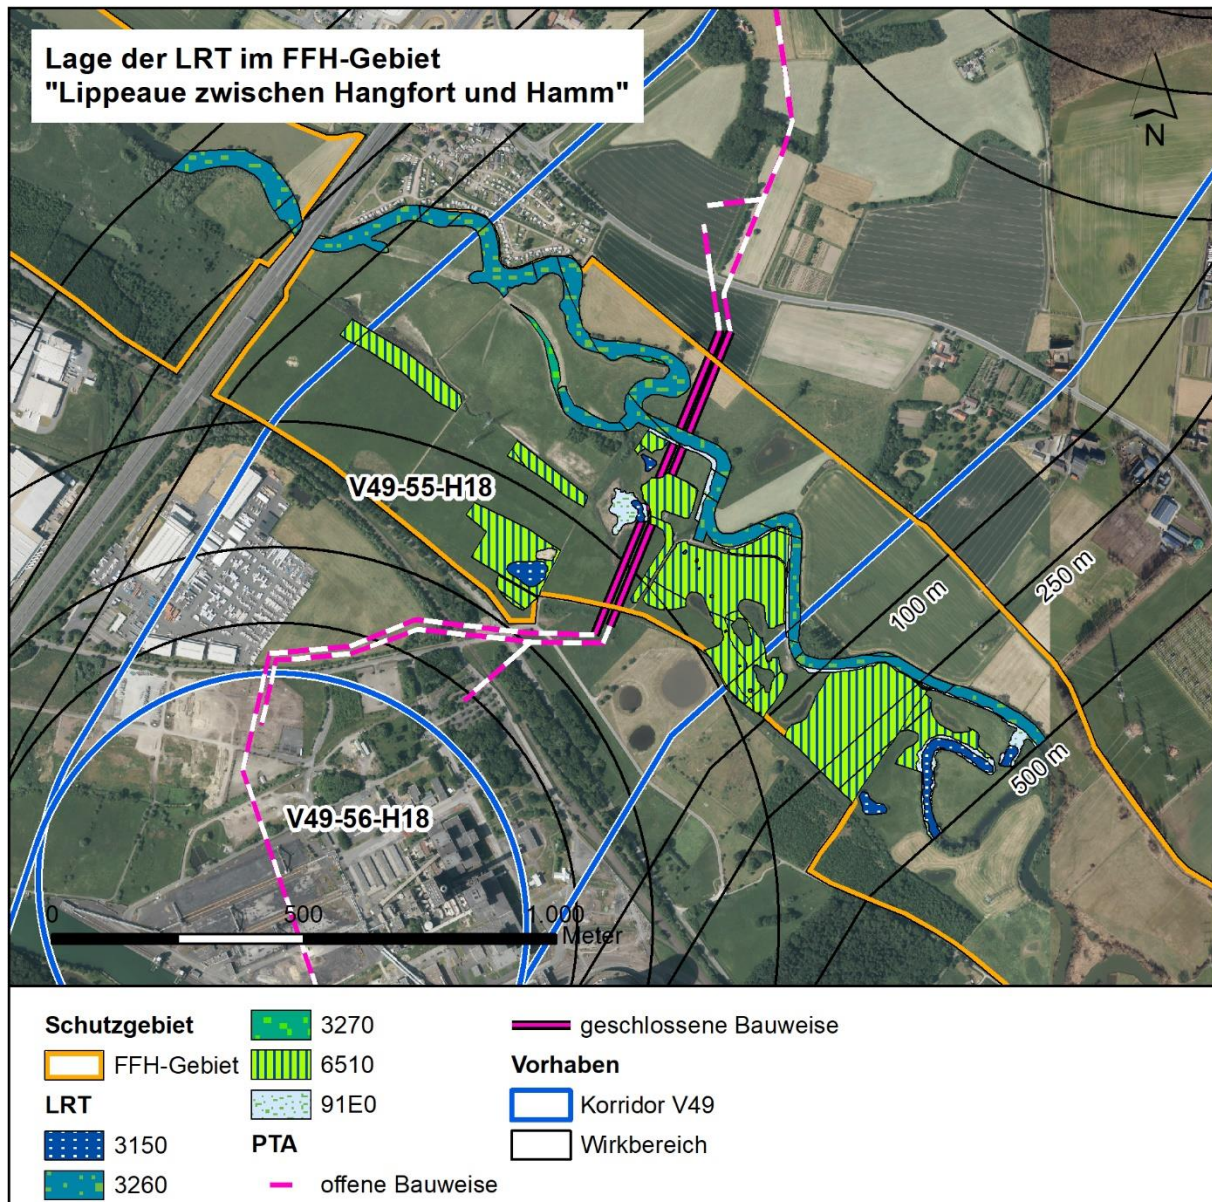 Lage der LRT im FFH-Gebiet
"Lippeaue zwischen Hangfort und Hamm"
N
V49-55-H18
100 m
250 m
500 m
V49-56-H18
0
500
1.000
Meter
Schutzgebiet
FFH-Gebiet
LRT
3150
3260
3270
6510
91E0
PTA
offene Bauweise
geschlossene Bauweise
Vorhaben
Korridor V49
Wirkbereich